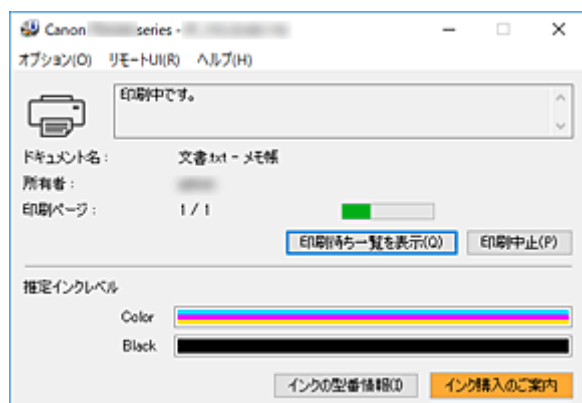 Canon series -
オプション(O) リモートUI(R) ヘルプ(H)
印刷中です。
ドキュメント名： 文書.txt - メモ帳
所有者：
印刷ページ： 1 / 1
印刷待ち一覧を表示(Q) 印刷中止(P)
推定インクレベル
Color
Black
インクの型番情報(I) インク購入のご案内